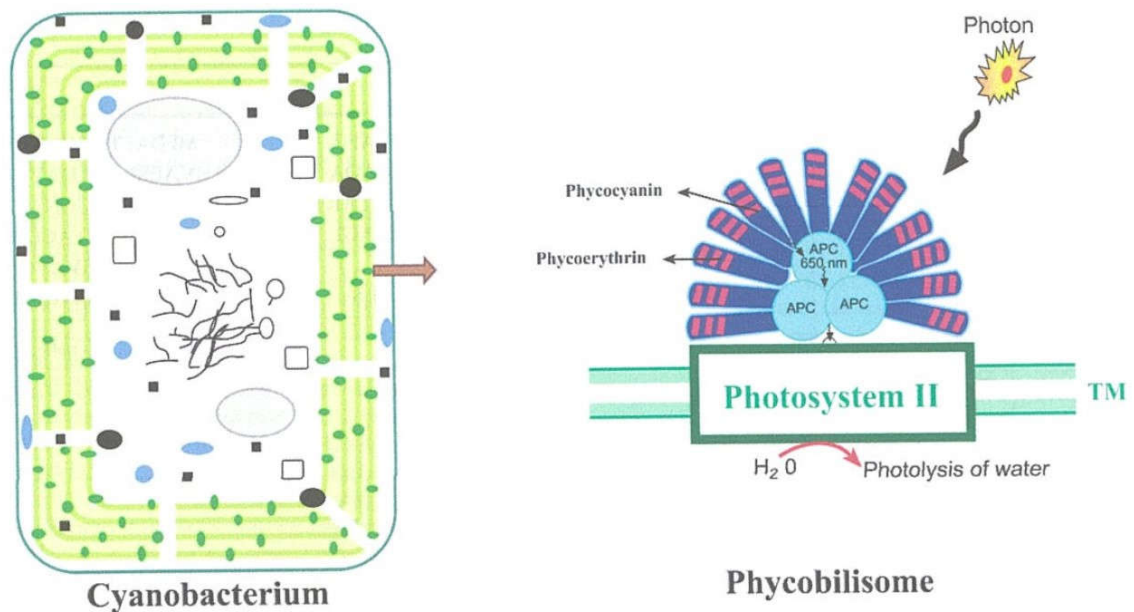 Photon
Phycocyanin
Phycoerythrin
APC
650 nm
APC
APC
Photosystem II
TM
H₂ 0
Photolysis of water
Cyanobacterium
Phycobilisome